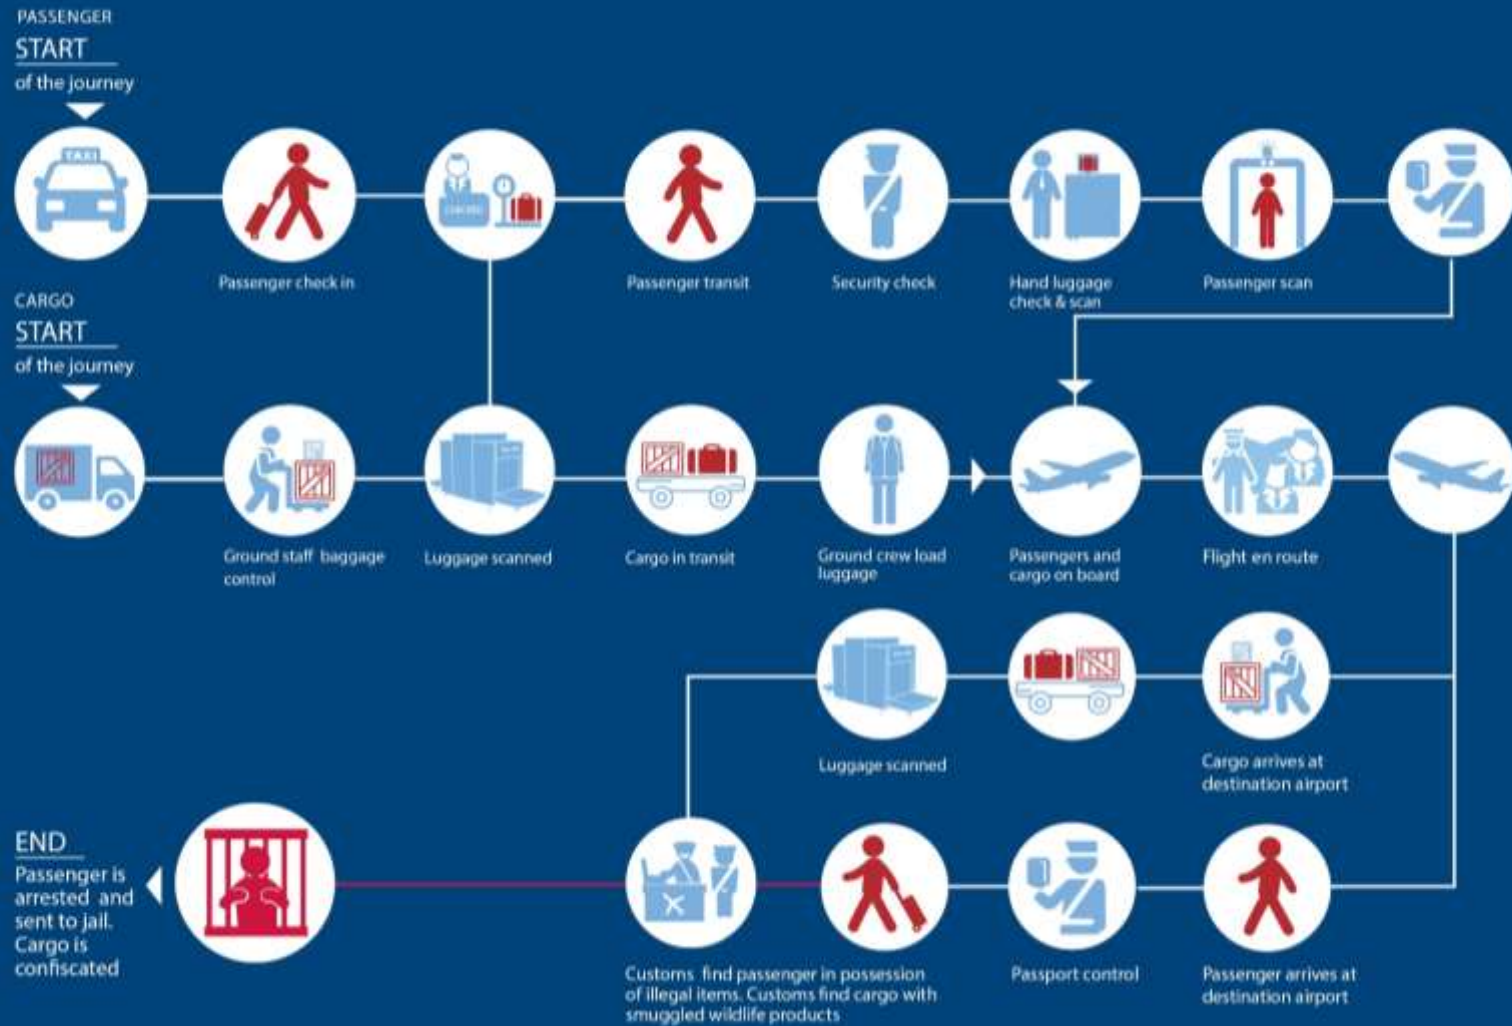 PASSENGER
START
of the journey
TAXI
Passenger check in
Passenger transit
Security check
Hand luggage
check & scan
Passenger scan
CARGO
START
of the journey
Ground staff baggage
control
Luggage scanned
Cargo in transit
Ground crew load
luggage
Passengers and
cargo on board
Flight en route
Luggage scanned
Cargo arrives at
destination airport
END
Passenger is
arrested and
sent to jail.
Cargo is
confiscated
Customs find passenger in possession
of illegal items. Customs find cargo with
smuggled wildlife products
Passport control
Passenger arrives at
destination airport